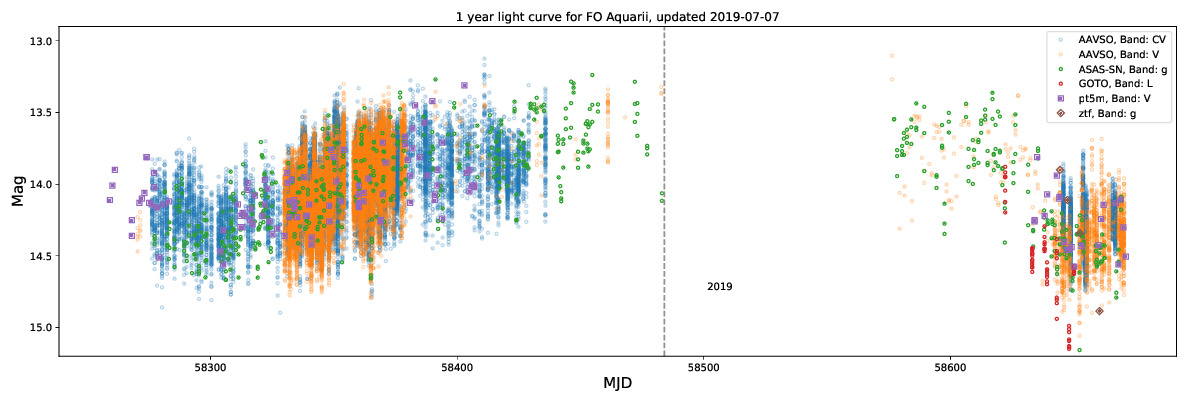 1 year light curve for FO Aquarii, updated 2019-07-07
Mag
13.0
13.5
14.0
14.5
15.0
AAVSO, Band: CV
AAVSO, Band: V
ASAS-SN, Band: g
GOTO, Band: L
pt5m, Band: V
ztf, Band: g
2019
58300
58400
58500
58600
MJD